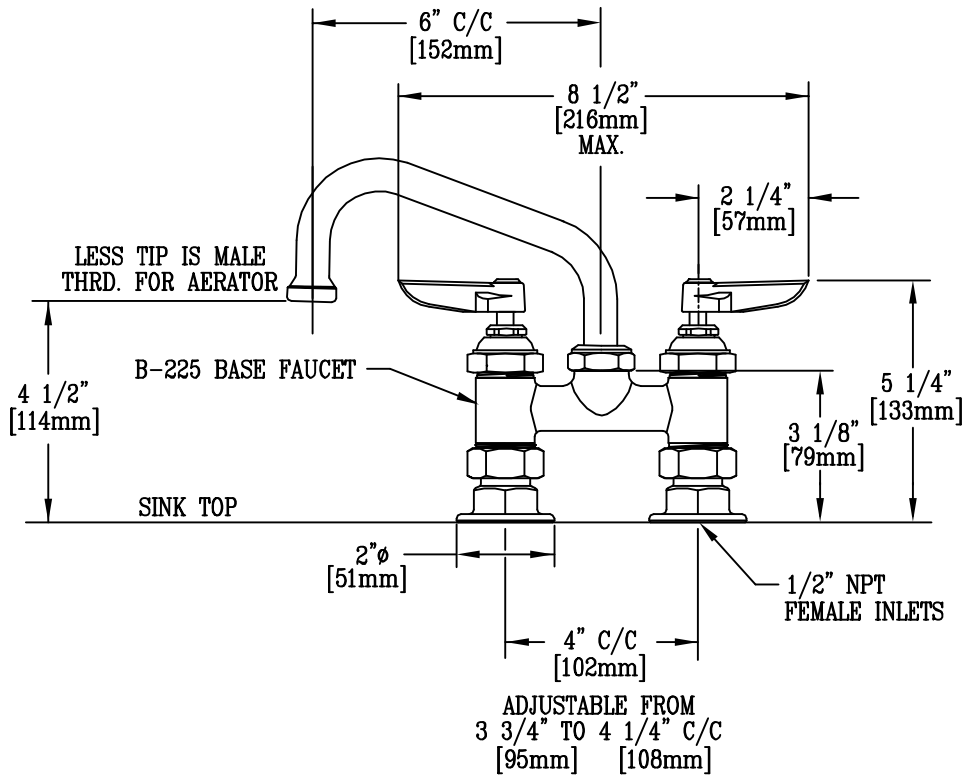 6" C/C
[152mm]
8 1/2"
[216mm]
MAX.
2 1/4"
[57mm]
LESS TIP IS MALE
THRD. FOR AERATOR
B-225 BASE FAUCET
4 1/2"
[114mm]
5 1/4"
[133mm]
3 1/8"
[79mm]
SINK TOP
2"ø
[51mm]
1/2" NPT
FEMALE INLETS
4" C/C
[102mm]
ADJUSTABLE FROM
3 3/4" TO 4 1/4" C/C
[95mm] [108mm]